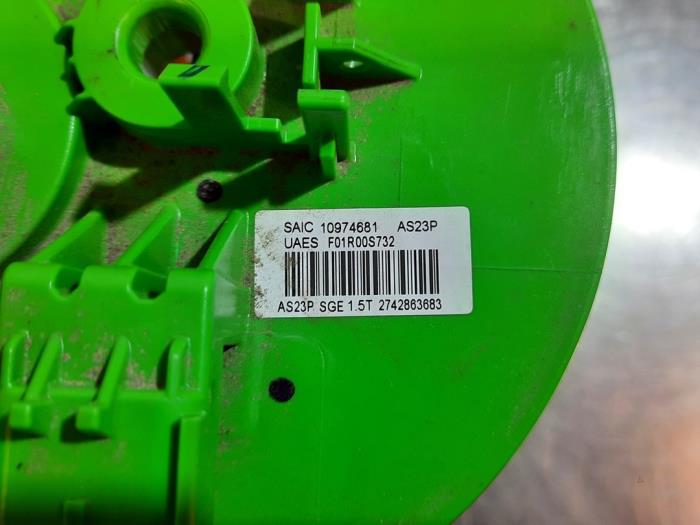 SAIC 10974681 AS23P
UAES F01R00S732
AS23P SGE 1.5T 2742863683